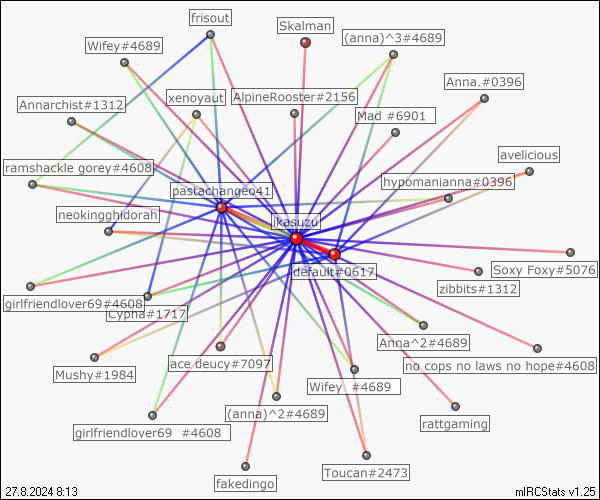 frisout
Skalman
(anna)^3#4689
Wifey#4689
Anna.#0396
xenoyaut
AlpineRooster#2156
Annarchist#1312
Mad #6901
avelicious
ramshackle gorey#4608
hypomanianna#0396
pastachangeo41
neokingghidorah
ikasuzu
default#0617
Soxy Foxy#5076
zibbits#1312
girlfriendlover69#4608
Cypha#1717
Anna^2#4689
ace deucy#7097
no cops no laws no hope#4608
Mushy#1984
Wifey #4689
(anna)^2#4689
rattgaming
girlfriendlover69 #4608
Toucan#2473
fakedingo
27.8.2024 8:13
mIRCStats v1.25